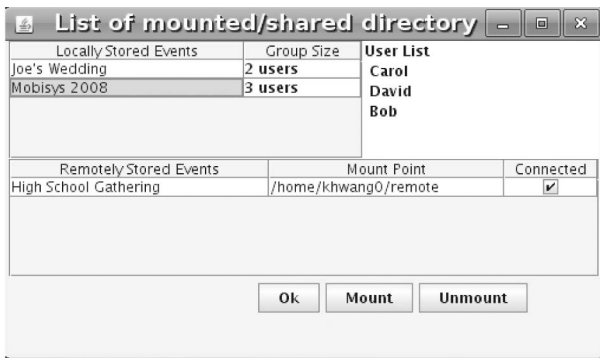 List of mounted/shared directory
Locally Stored Events Group Size User List
Joe's Wedding 2 users Carol
Mobisys 2008 3 users David
Bob
Remotely Stored Events Mount Point Connected
High School Gathering /home/khwang0/remote
Ok Mount Unmount